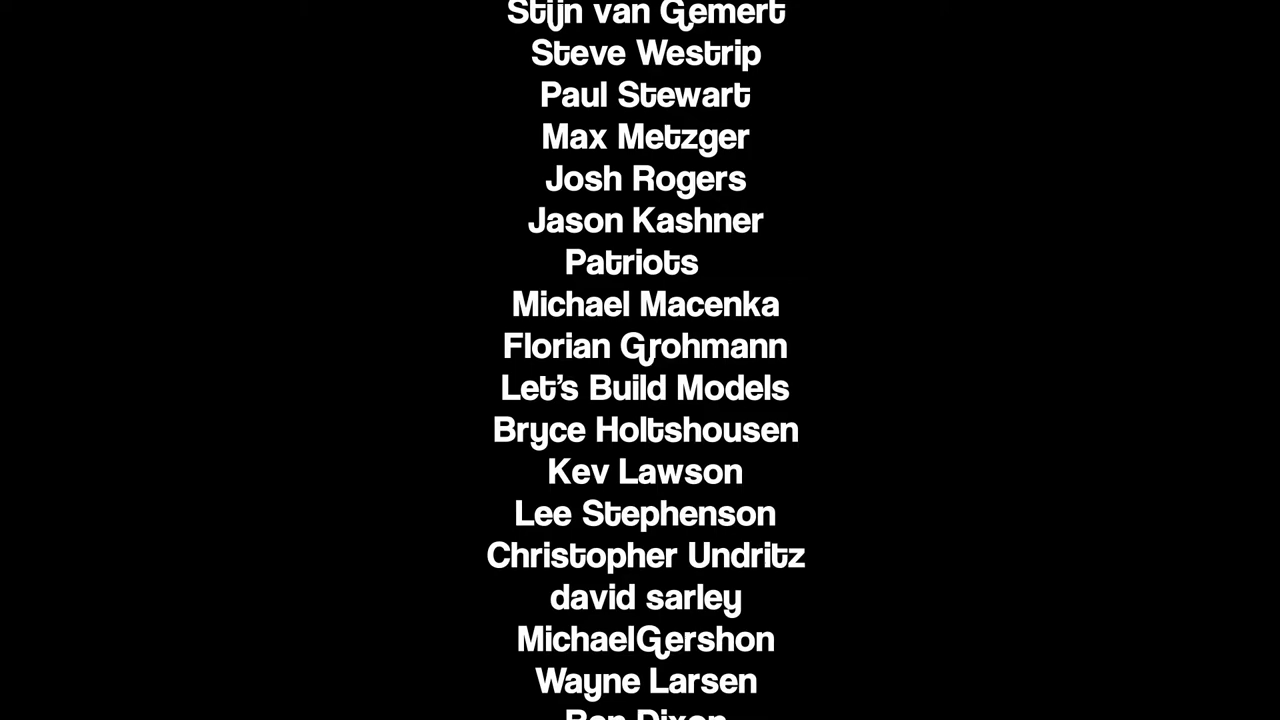 Stijn van Gemert
Steve Westrip
Paul Stewart
Max Metzger
Josh Rogers
Jason Kashner
Patriots
Michael Macenka
Florian Grohmann
Let's Build Models
Bryce Holtshousen
Kev Lawson
Lee Stephenson
Christopher Undritz
david sarley
MichaelGershon
Wayne Larsen
Dixon